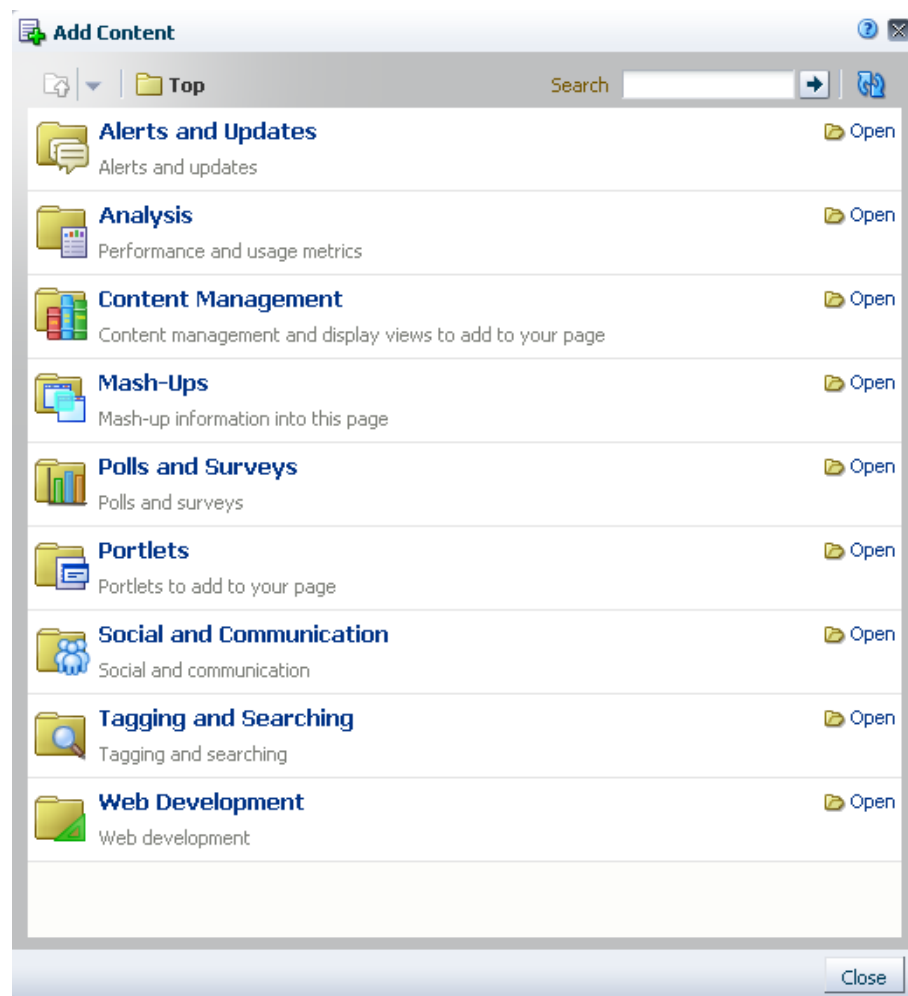 Add Content
Top Search
Alerts and Updates Open
Alerts and updates
Analysis Open
Performance and usage metrics
Content Management Open
Content management and display views to add to your page
Mash-Ups Open
Mash-up information into this page
Polls and Surveys Open
Polls and surveys
Portlets Open
Portlets to add to your page
Social and Communication Open
Social and communication
Tagging and Searching Open
Tagging and searching
Web Development Open
Web development
Close